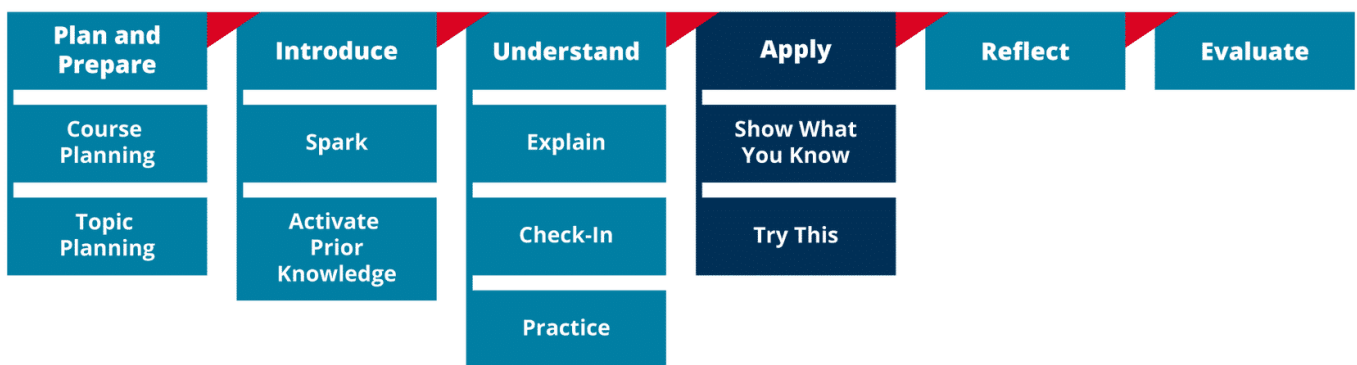 Plan and
Prepare
Course
Planning
Topic
Planning
Introduce
Spark
Activate
Prior
Knowledge
Understand
Explain
Check-In
Practice
Apply
Show What
You Know
Try This
Reflect
Evaluate